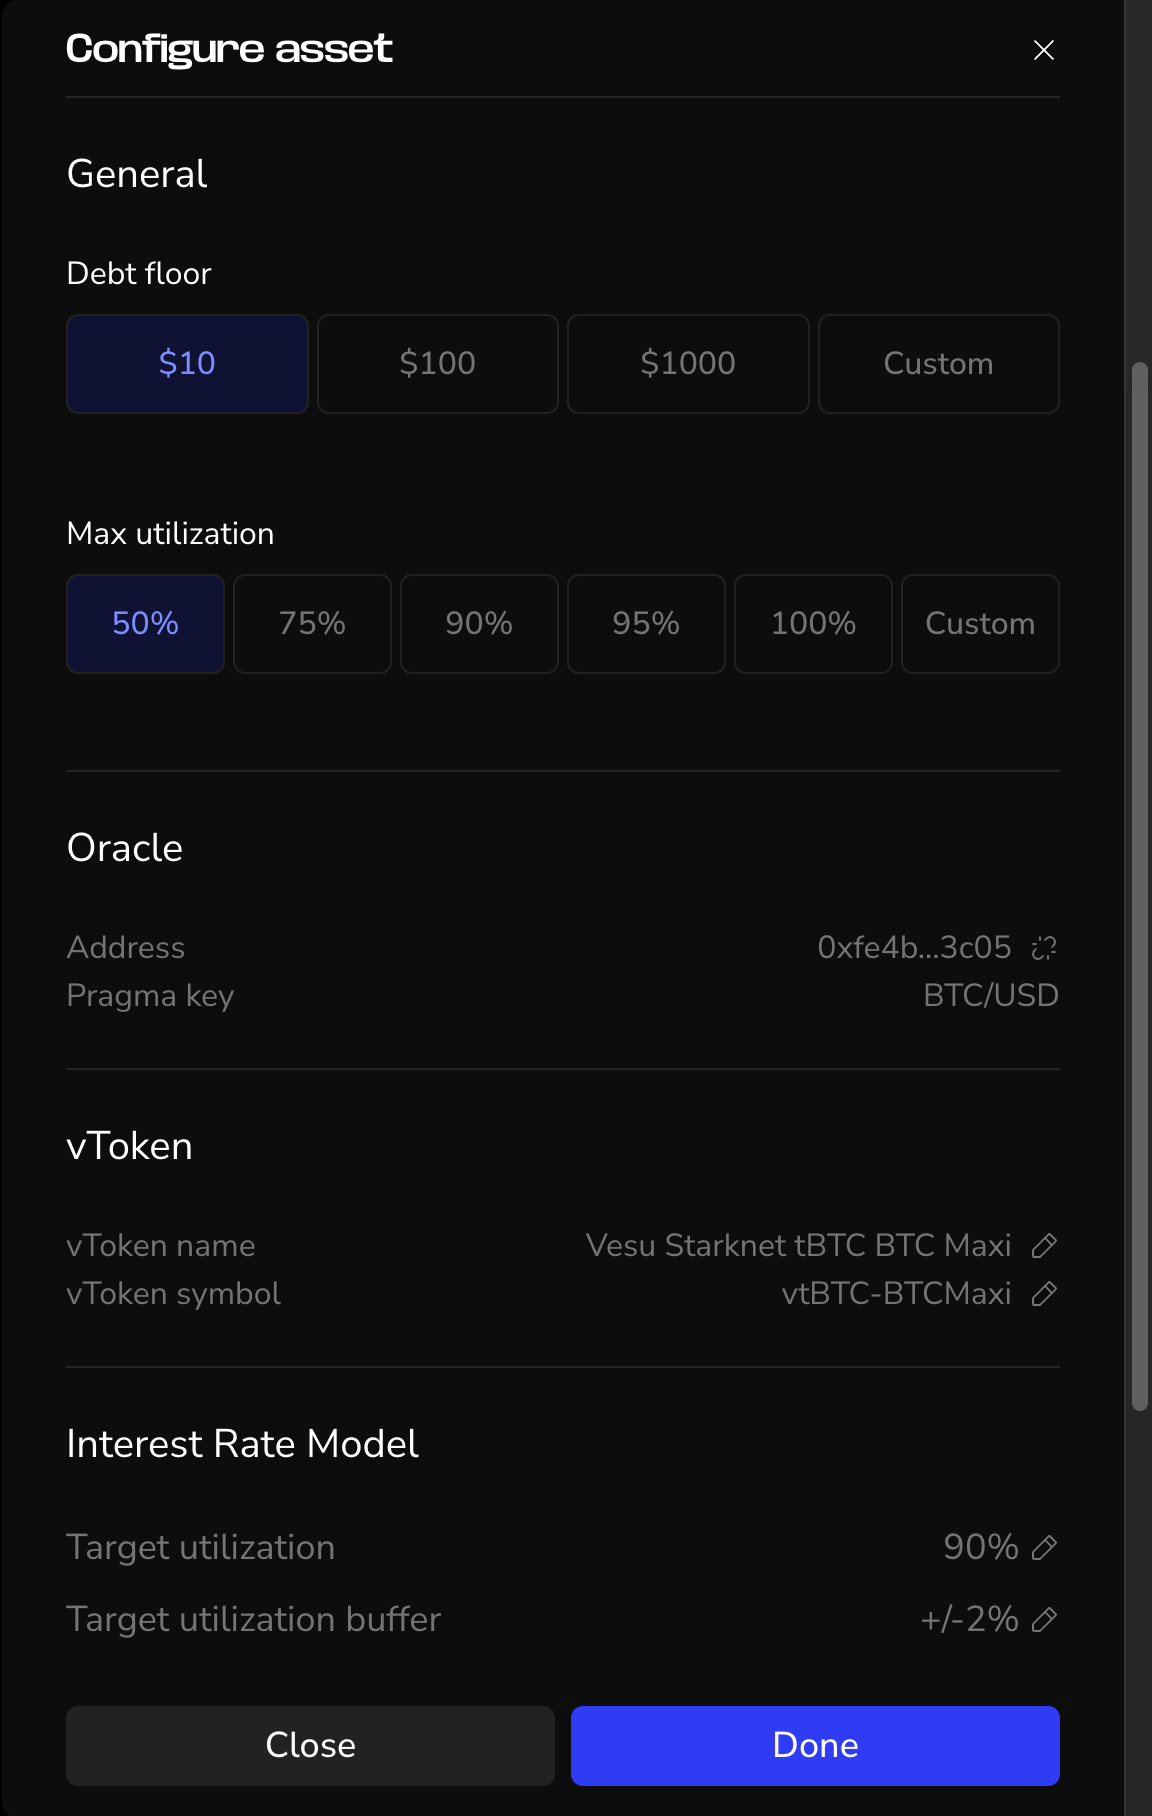 Configure asset
General
Debt floor
$10 $100 $1000 Custom
Max utilization
50% 75% 90% 95% 100% Custom
Oracle
Address 0xfe4b...3c05
Pragma key BTC/USD
vToken
vToken name Vesu Starknet tBTC BTC Maxi
vToken symbol vtBTC-BTCMaxi
Interest Rate Model
Target utilization 90%
Target utilization buffer +/-2%
Close Done